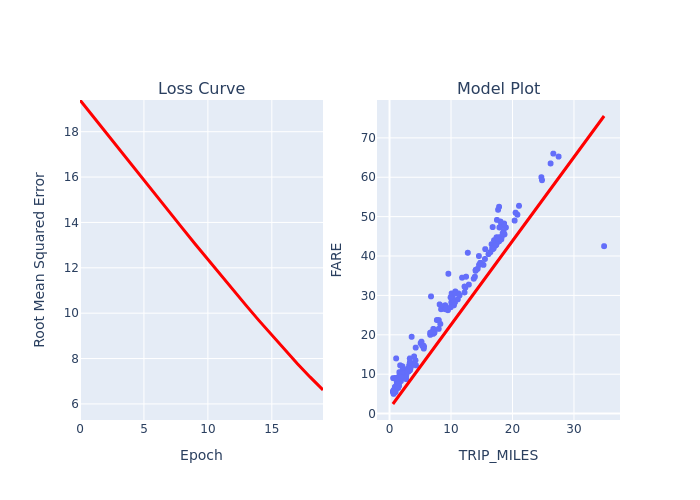 Loss Curve
Root Mean Squared Error
18
16
14
12
10
8
6
0 5 10 15
Epoch
Model Plot
FARE
70
60
50
40
30
20
10
0
0 10 20 30
TRIP_MILES